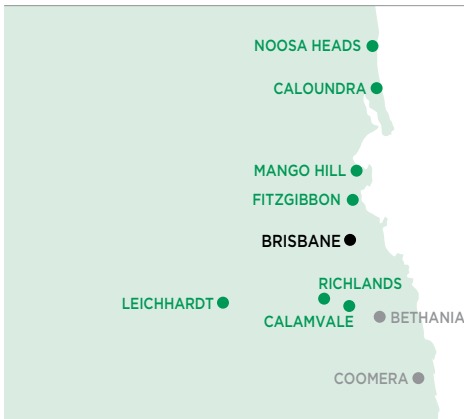 NOOSA HEADS
CALOUNDRA
MANGO HILL
FITZGIBBON
BRISBANE
RICHLANDS
LEICHHARDT
CALAMVALE
BETHANIA
COOMERA